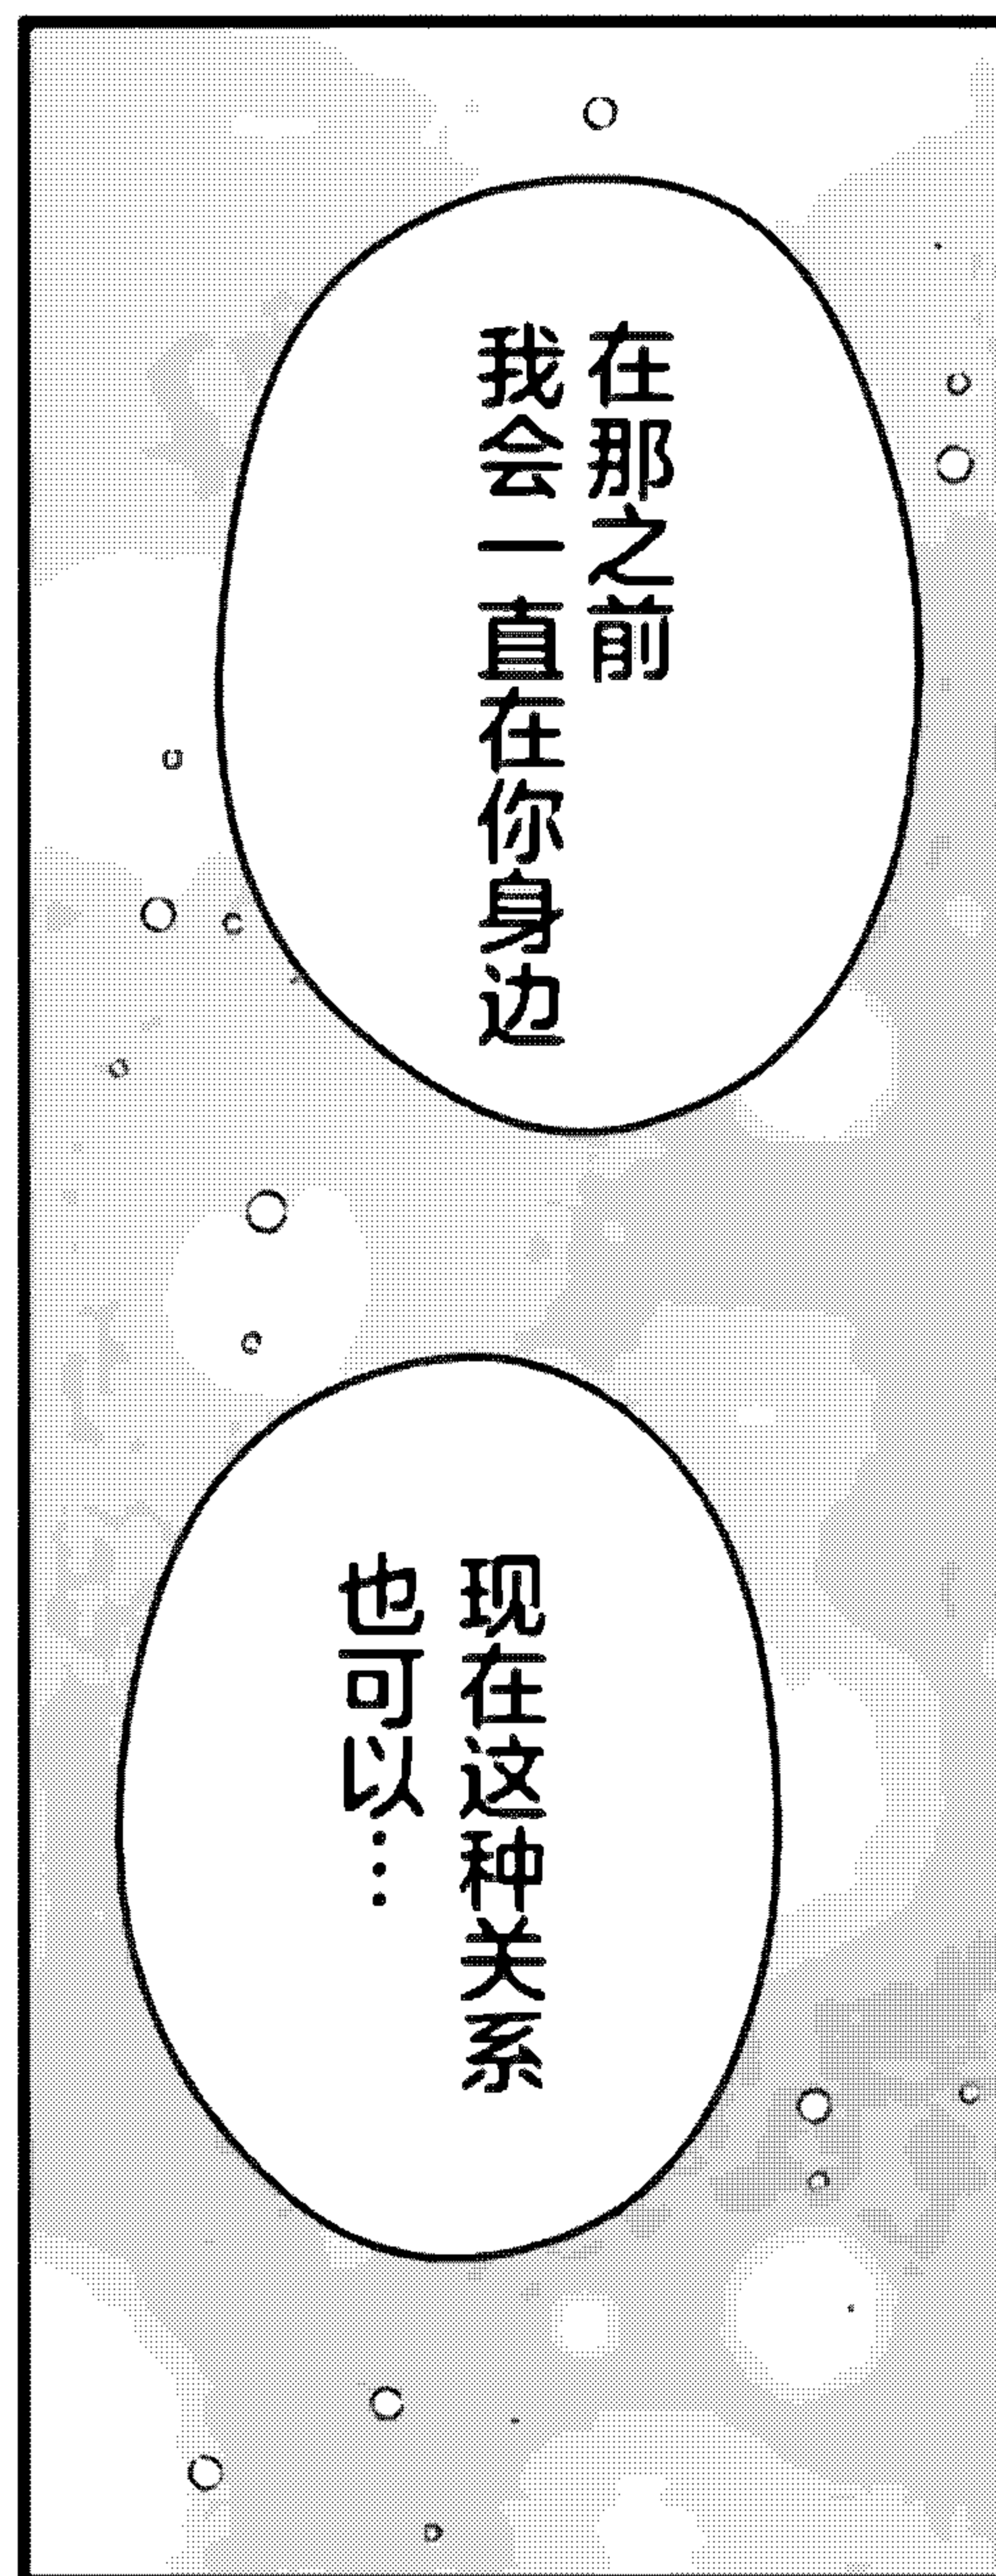 在那之前
我会一直在你身边
现在这种关系
也可以…